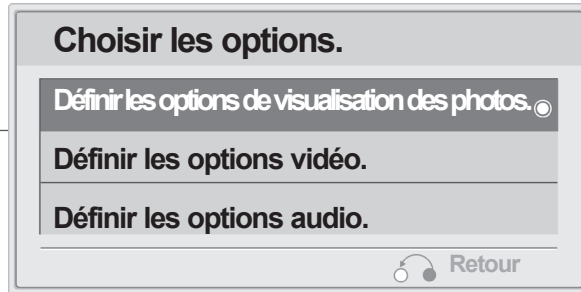 Choisir les options.
Définir les options de visualisation des photos.
Définir les options vidéo.
Définir les options audio.
Retour